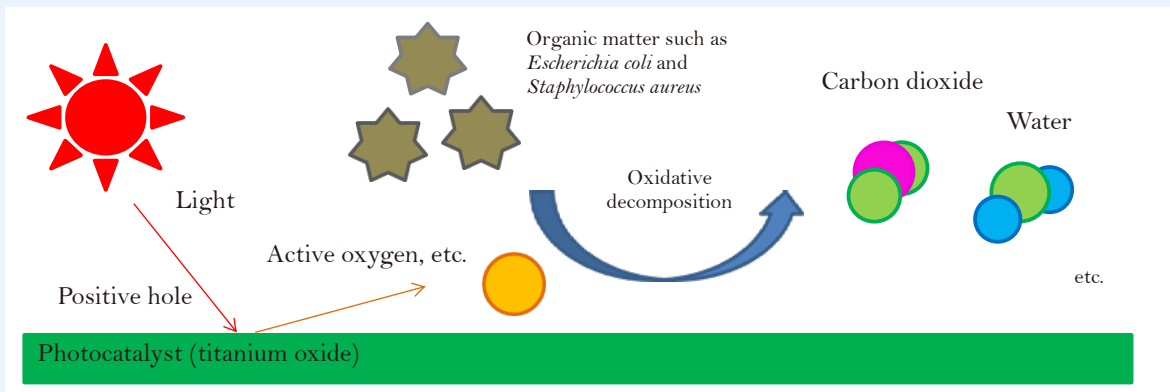 Organic matter such as
Escherichia coli and
Staphylococcus aureus
Carbon dioxide
Water
Light
Oxidative
decomposition
Active oxygen, etc.
Positive hole
etc.
Photocatalyst (titanium oxide)